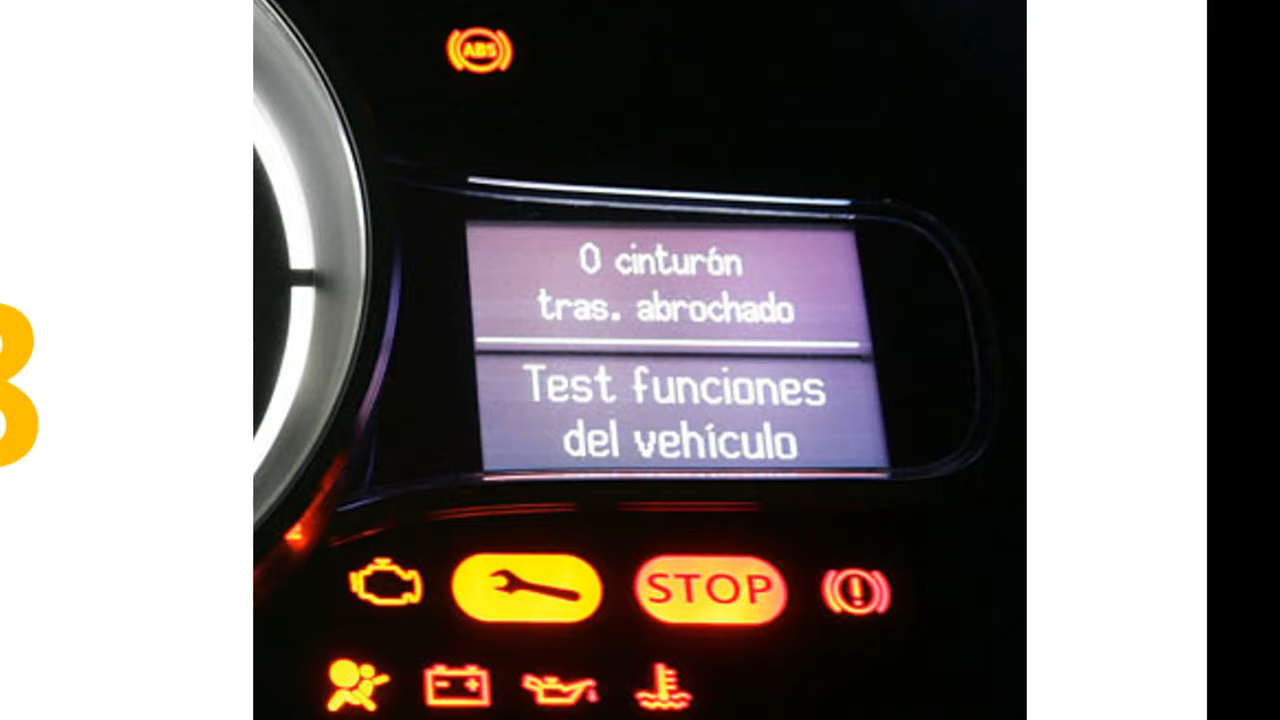 ABS
0 cinturón
tras. abrochado
Test funciones
del vehículo
STOP